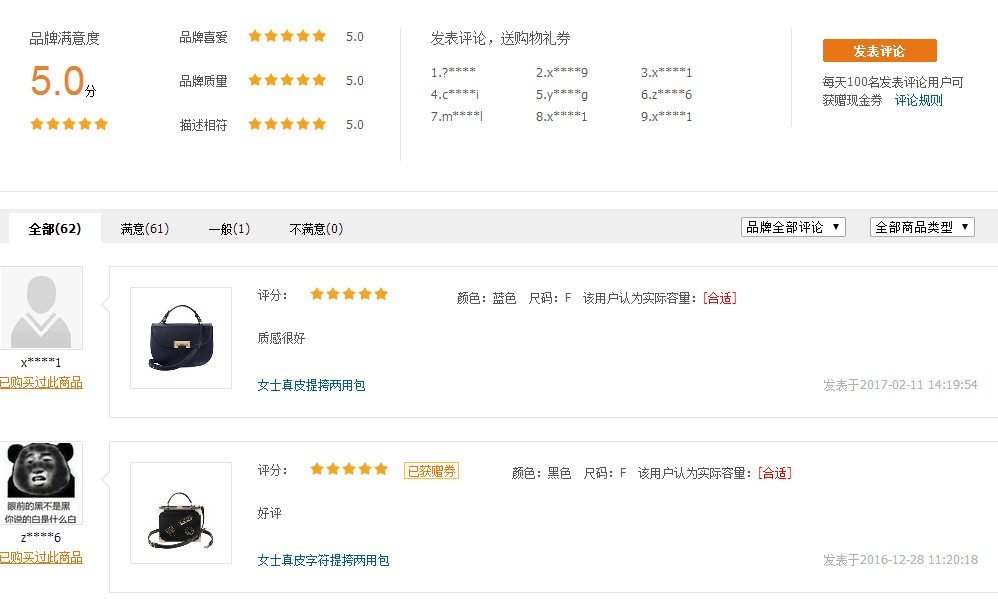 品牌满意度
5.0分
品牌喜爱 5.0
品牌质量 5.0
描述相符 5.0
发表评论，送购物礼券
1.?**** 2.x****9 3.x****1
4.c****i 5.y****g 6.z****6
7.m****l 8.x****1 9.x****1
发表评论
每天100名发表评论用户可
获赠现金券 评论规则
全部(62) 满意(61) 一般(1) 不满意(0) 品牌全部评论 全部商品类型
x****1
已购买过此商品
评分： 颜色：蓝色 尺码：F 该用户认为实际容量：[合适]
质感很好
女士真皮提挎两用包 发表于2017-02-11 14:19:54
眼前的黑不是黑
你说的白是什么白
z****6
已购买过此商品
评分： 已获赠券 颜色：黑色 尺码：F 该用户认为实际容量：[合适]
好评
女士真皮字符提挎两用包 发表于2016-12-28 11:20:18